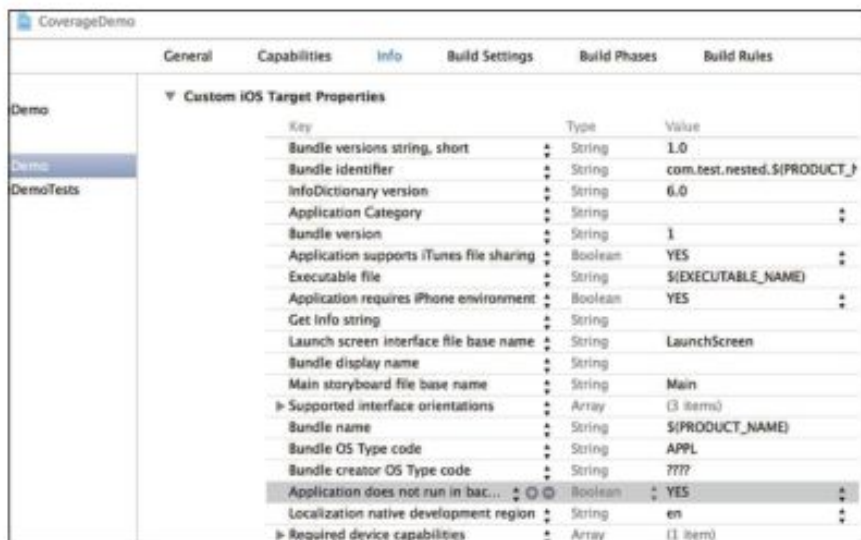 CoverageDemo
General Capabilities Info Build Settings Build Phases Build Rules
Demo
Demo
DemoTests
Custom iOS Target Properties
Key Type Value
Bundle versions string, short String 1.0
Bundle identifier String com.test.nested.$(PRODUCT_N
InfoDictionary version String 6.0
Application Category String
Bundle version String 1
Application supports iTunes file sharing Boolean YES
Executable file String $(EXECUTABLE_NAME)
Application requires iPhone environment Boolean YES
Get Info string String
Launch screen interface file base name String LaunchScreen
Bundle display name String
Main storyboard file base name String Main
Supported interface orientations Array (3 items)
Bundle name String $(PRODUCT_NAME)
Bundle OS Type code String APPL
Bundle creator OS Type code String ????
Application does not run in bac... Boolean YES
Localization native development region String en
Required device capabilities Array (1 item)